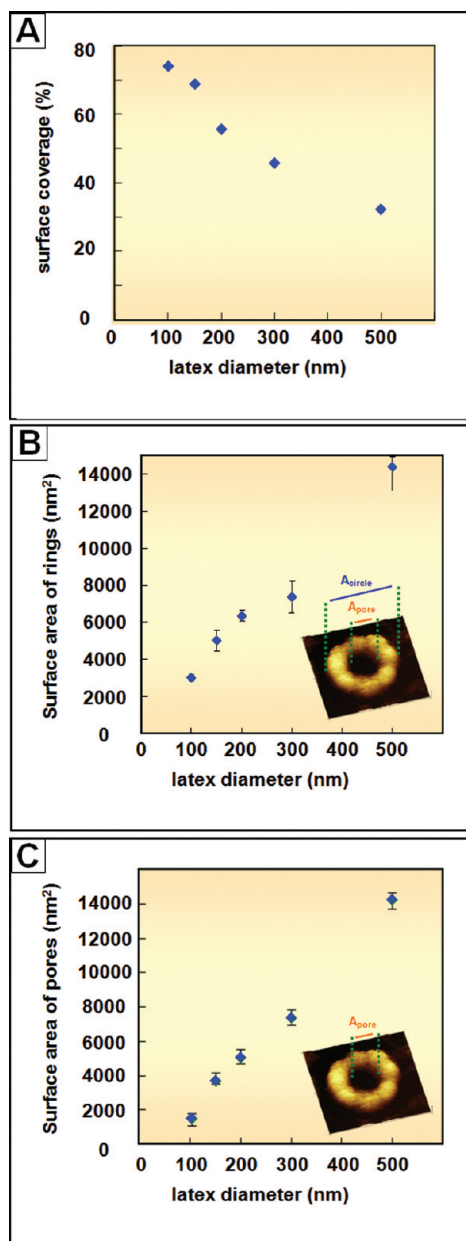 A
surface coverage (%)
80
60
40
20
0
0 100 200 300 400 500
latex diameter (nm)
B
Surface area of rings (nm²)
14000
12000
10000
8000
6000
4000
2000
0
A circle
A pore
0 100 200 300 400 500
latex diameter (nm)
C
Surface area of pores (nm²)
14000
12000
10000
8000
6000
4000
2000
0
A pore
0 100 200 300 400 500
latex diameter (nm)